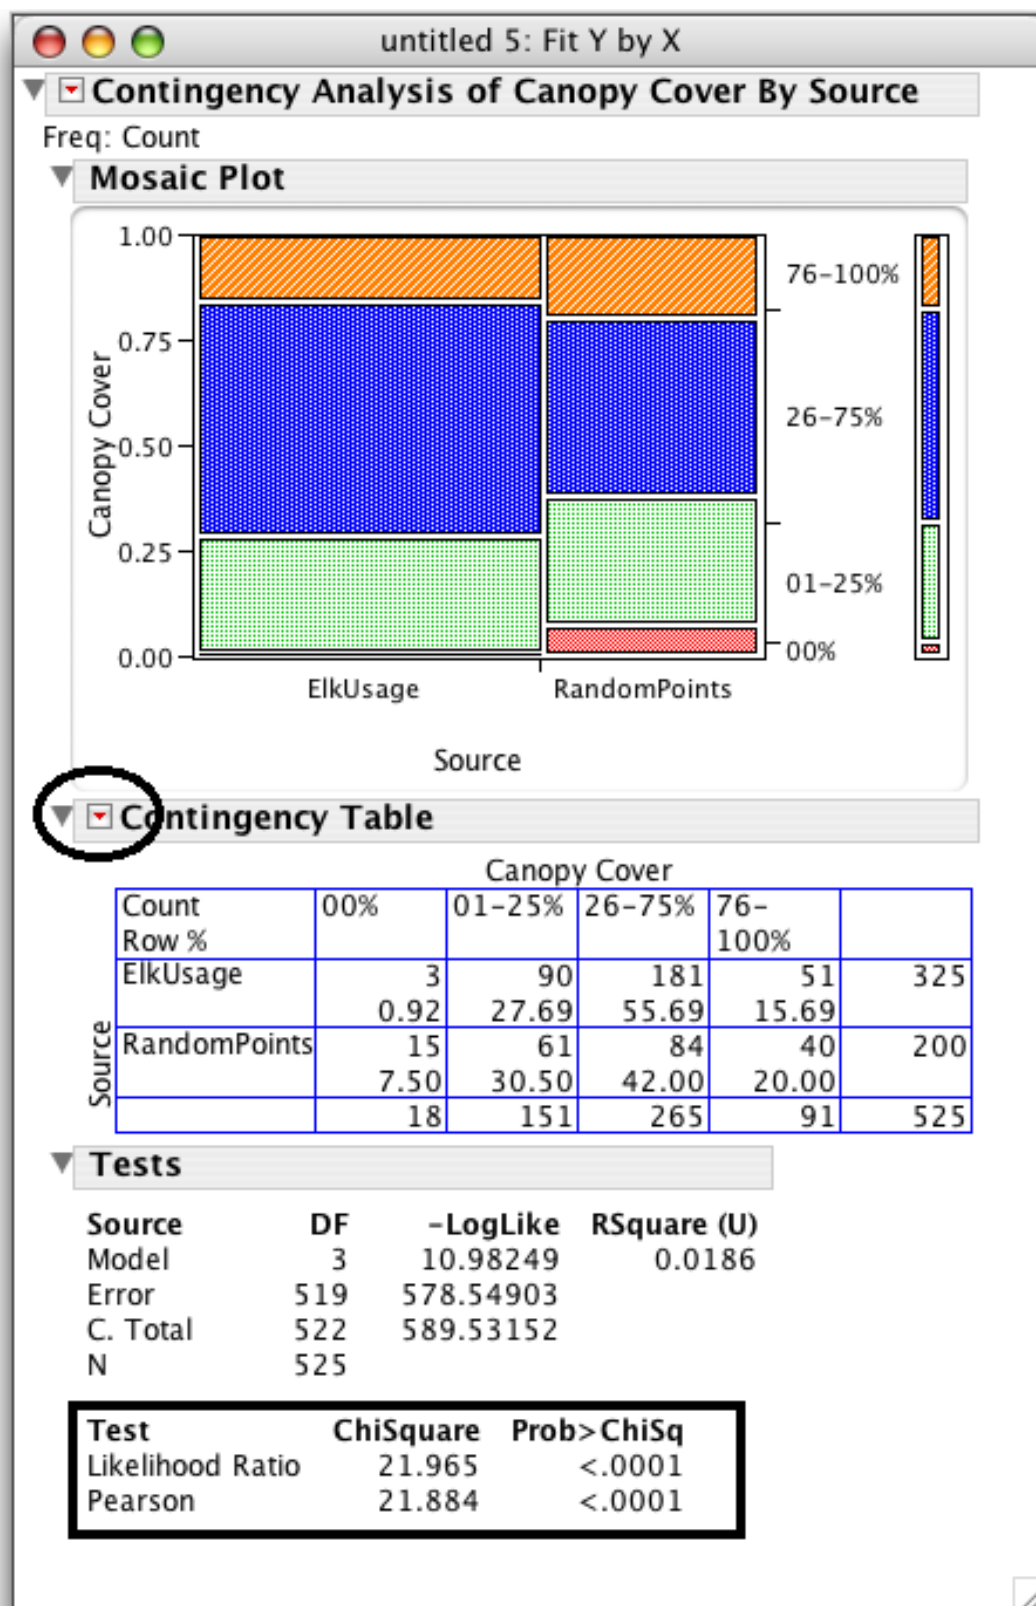 untitled 5: Fit Y by X
Contingency Analysis of Canopy Cover By Source
Freq: Count
Mosaic Plot
Canopy Cover
1.00
0.75
0.50
0.25
0.00
76-100%
26-75%
01-25%
00%
ElkUsage RandomPoints
Source
Contingency Table
Canopy Cover
Source
Count 00% 01-25% 26-75% 76-
Row % 100%
ElkUsage 3 90 181 51 325
0.92 27.69 55.69 15.69
RandomPoints 15 61 84 40 200
7.50 30.50 42.00 20.00
18 151 265 91 525
Tests
Source DF -LogLike RSquare (U)
Model 3 10.98249 0.0186
Error 519 578.54903
C. Total 522 589.53152
N 525
Test ChiSquare Prob>ChiSq
Likelihood Ratio 21.965 <.0001
Pearson 21.884 <.0001